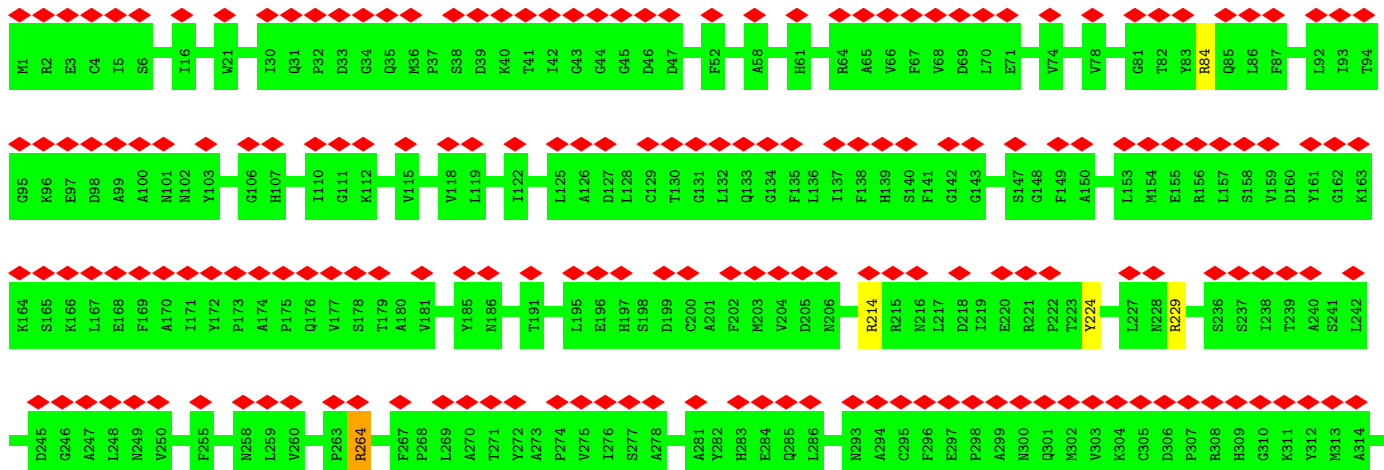 M1 R2 E3 C4 I5 S6 I16 W21 I30 Q31 P32 D33 G34 Q35 M36 P37 S38 D39 K40 T41 I42 G43 G44 G45 D46 D47 F52 A58 H61 R64 A65 V66 F67 V68 D69 L70 E71 V74 V78 G81 T82 Y83 R84 Q85 L86 F87 L92 I93 T94
G95 K96 E97 D98 A99 A100 N101 N102 Y103 G106 H107 I110 G111 K112 V115 V118 L119 I122 L125 A126 D127 L128 C129 T130 G131 L132 Q133 G134 F135 L136 I137 F138 H139 S140 F141 G142 G143 S147 G148 F149 A150 L153 M154 E155 R156 L157 S158 V159 D160 Y161 G162 K163
K164 S165 K166 L167 E168 F169 A170 I171 Y172 P173 A174 P175 Q176 V177 S178 T179 A180 V181 Y185 N186 T191 L195 E196 H197 S198 D199 C200 A201 F202 M203 V204 D205 N206 R214 R215 N216 L217 D218 I219 E220 R221 P222 T223 Y224 L227 N228 R229 S236 S237 I238 T239 A240 S241 L242
D245 G246 A247 L248 N249 V250 F255 N258 L259 V260 P263 R264 F267 P268 L269 A270 T271 Y272 A273 P274 V275 I276 S277 A278 A281 Y282 H283 E284 Q285 L286 N293 A294 C295 F296 E297 P298 A299 N300 Q301 M302 V303 K304 C305 D306 P307 R308 H309 G310 K311 Y312 M313 A314